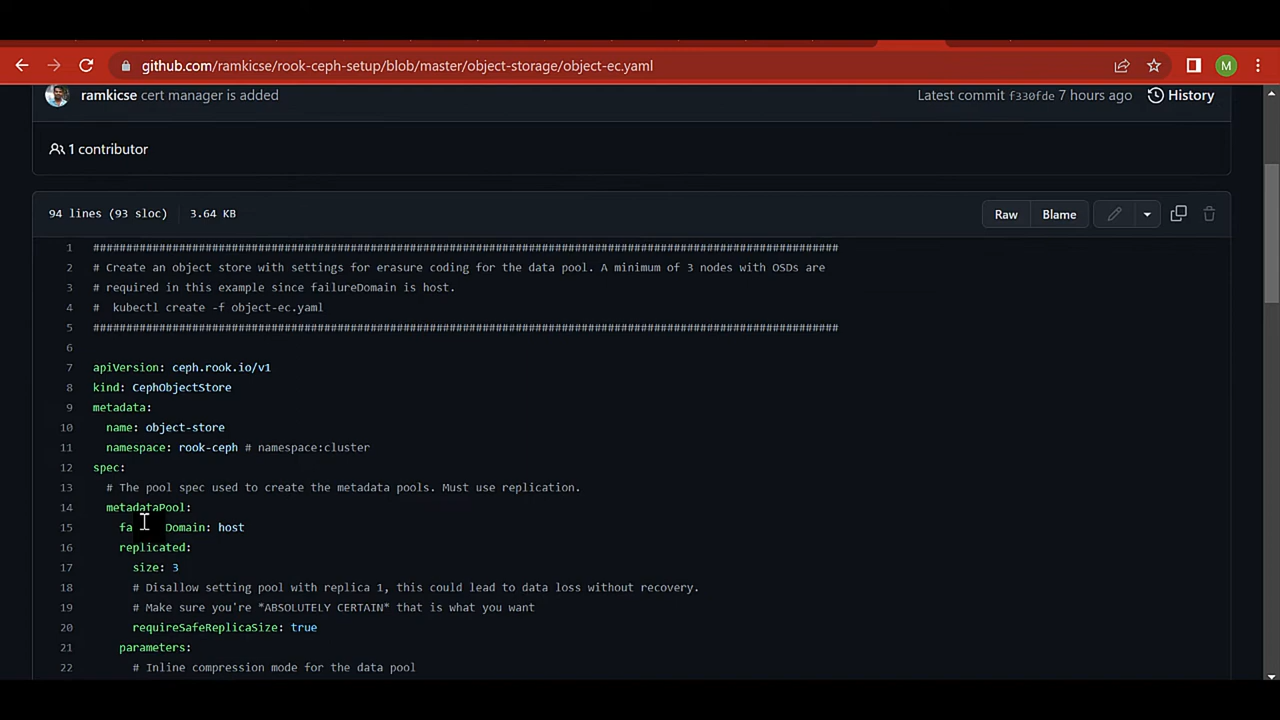 github.com/ramkicse/rook-ceph-setup/blob/master/object-storage/object-ec.yaml
M
ramkicse cert manager is added
Latest commit f330fde 7 hours ago
History
1 contributor
94 lines (93 sloc) 3.64 KB
Raw
Blame
1 #################################################################################################################
2 # Create an object store with settings for erasure coding for the data pool. A minimum of 3 nodes with OSDs are
3 # required in this example since failureDomain is host.
4 #  kubectl create -f object-ec.yaml
5 #################################################################################################################
6
7 apiVersion: ceph.rook.io/v1
8 kind: CephObjectStore
9 metadata:
10 name: object-store
11 namespace: rook-ceph # namespace:cluster
12 spec:
13 # The pool spec used to create the metadata pools. Must use replication.
14 metadataPool:
15 fa Domain: host
16 replicated:
17 size: 3
18 # Disallow setting pool with replica 1, this could lead to data loss without recovery.
19 # Make sure you're *ABSOLUTELY CERTAIN* that is what you want
20 requireSafeReplicaSize: true
21 parameters:
22 # Inline compression mode for the data pool